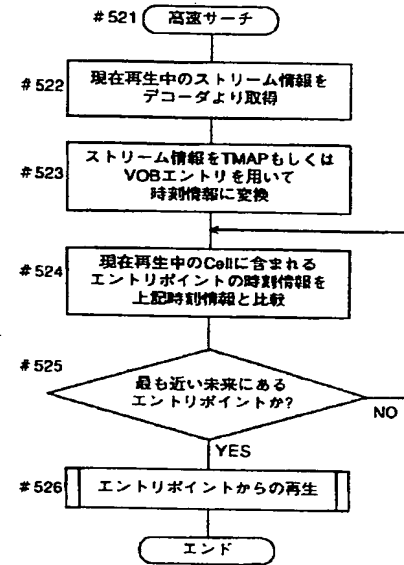 #521 高速サーチ
#522
現在再生中のストリーム情報を
デコーダより取得
#523
ストリーム情報をTMAPもしくは
VOBエントリを用いて
時刻情報に変換
#524
現在再生中のCellに含まれる
エントリポイントの時刻情報を
上記時刻情報と比較
#525
最も近い未来にある
エントリポイントか?
NO
YES
#526 エントリポイントからの再生
エンド